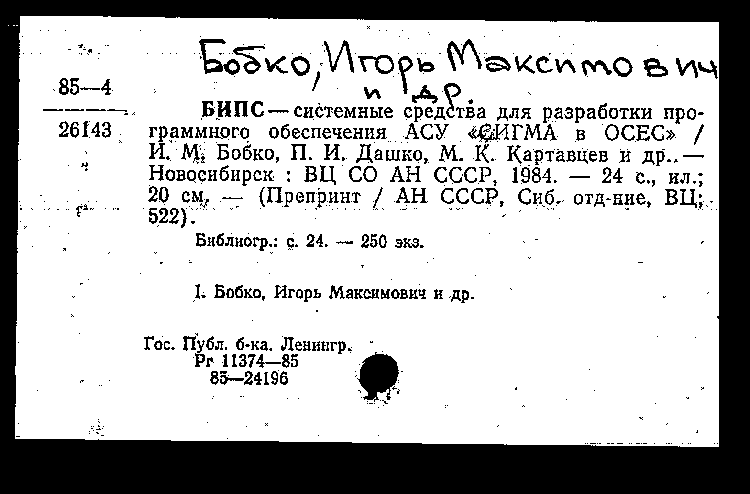 Бобко, Игорь Максимович
и др.
85—4
26143
БИПС — системные средства для разработки про-
граммного обеспечения АСУ «СИГМА в ОСЕС» /
И. М. Бобко, П. И. Дашко, М. К. Картавцев и др.. —
Новосибирск : ВЦ СО АН СССР, 1984. — 24 с., ил.;
20 см. — (Препринт / АН СССР, Сиб. отд-ние, ВЦ;
522).
Библиогр.: с. 24. — 250 экз.
I. Бобко, Игорь Максимович и др.
Гос. Публ. б-ка. Ленингр.
Pr 11374—85
85—24196